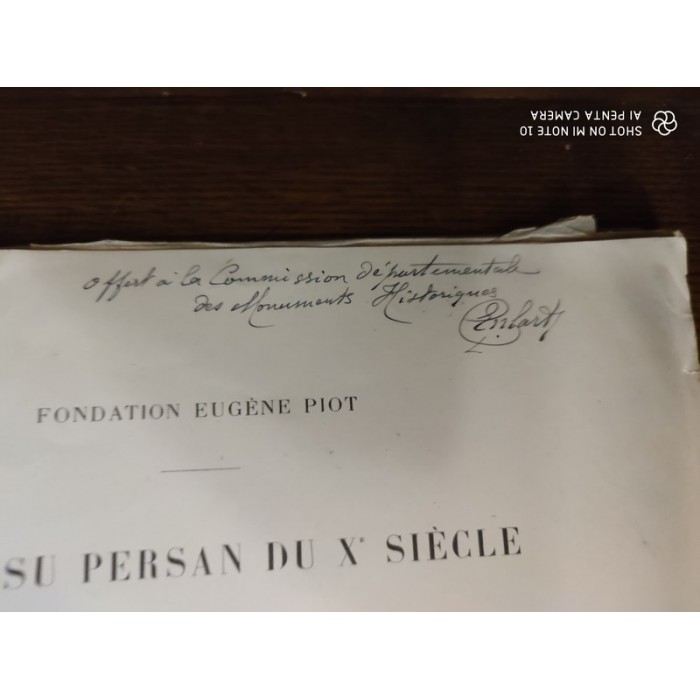 SHOT ON MI NOTE 10
AI PENTA CAMERA
offert à la Commission départementale
des Monuments Historiques
Enlart
FONDATION EUGÈNE PIOT
SU PERSAN DU Xᵉ SIÈCLE